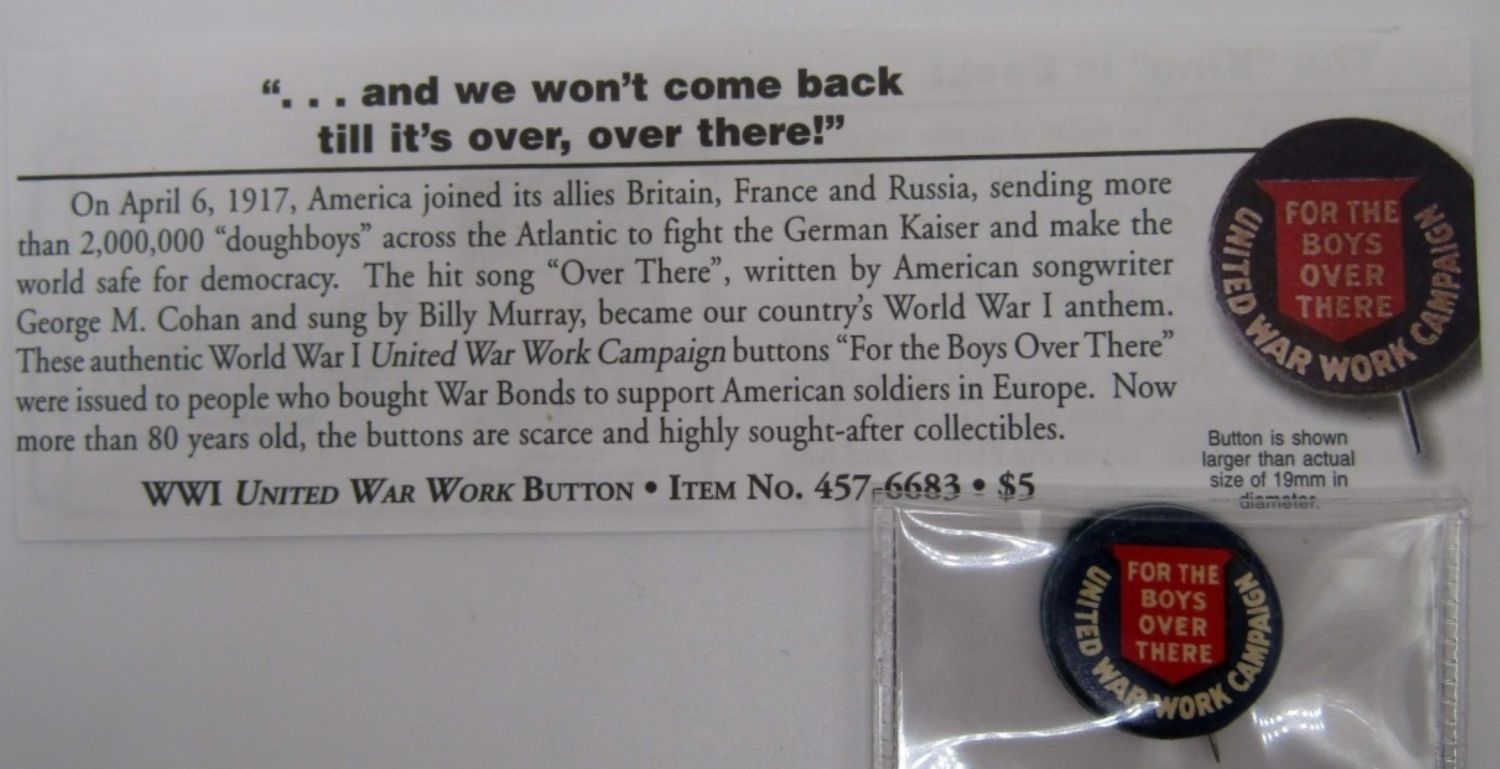 “. . . and we won’t come back
till it’s over, over there!”
On April 6, 1917, America joined its allies Britain, France and Russia, sending more
than 2,000,000 “doughboys” across the Atlantic to fight the German Kaiser and make the
world safe for democracy. The hit song “Over There”, written by American songwriter
George M. Cohan and sung by Billy Murray, became our country’s World War I anthem.
These authentic World War I United War Work Campaign buttons “For the Boys Over There”
were issued to people who bought War Bonds to support American soldiers in Europe. Now
more than 80 years old, the buttons are scarce and highly sought-after collectibles.
WWI UNITED WAR WORK BUTTON • ITEM NO. 457-6683 • $5
FOR THE
BOYS
OVER
THERE
UNITED WAR WORK CAMPAIGN
Button is shown
larger than actual
size of 19mm in
diameter.
FOR THE
BOYS
OVER
THERE
UNITED WAR WORK CAMPAIGN